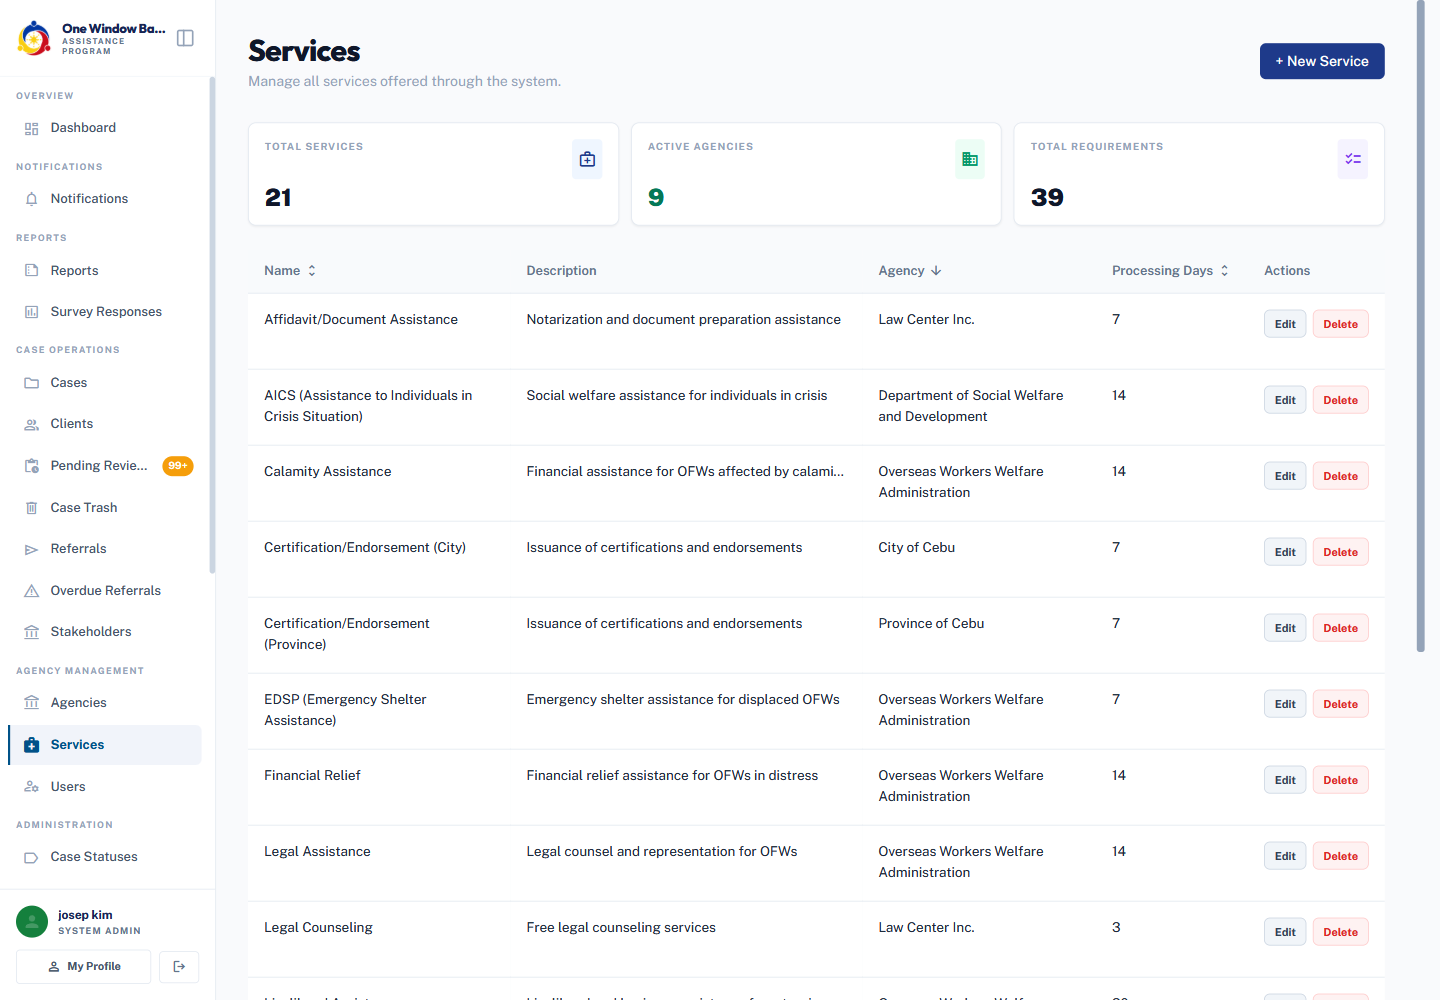 One Window Ba...
ASSISTANCE
PROGRAM
OVERVIEW
Dashboard
NOTIFICATIONS
Notifications
REPORTS
Reports
Survey Responses
CASE OPERATIONS
Cases
Clients
Pending Revie... 99+
Case Trash
Referrals
Overdue Referrals
Stakeholders
AGENCY MANAGEMENT
Agencies
Services
Users
ADMINISTRATION
Case Statuses
josep kim
SYSTEM ADMIN
My Profile
Services
Manage all services offered through the system.
+ New Service
TOTAL SERVICES
21
ACTIVE AGENCIES
9
TOTAL REQUIREMENTS
39
Name Description Agency Processing Days Actions
Affidavit/Document Assistance Notarization and document preparation assistance Law Center Inc. 7 Edit Delete
AICS (Assistance to Individuals in Social welfare assistance for individuals in crisis Department of Social Welfare 14 Edit Delete
Crisis Situation) and Development
Calamity Assistance Financial assistance for OFWs affected by calami... Overseas Workers Welfare 14 Edit Delete
Administration
Certification/Endorsement (City) Issuance of certifications and endorsements City of Cebu 7 Edit Delete
Certification/Endorsement Issuance of certifications and endorsements Province of Cebu 7 Edit Delete
(Province)
EDSP (Emergency Shelter Emergency shelter assistance for displaced OFWs Overseas Workers Welfare 7 Edit Delete
Assistance) Administration
Financial Relief Financial relief assistance for OFWs in distress Overseas Workers Welfare 14 Edit Delete
Administration
Legal Assistance Legal counsel and representation for OFWs Overseas Workers Welfare 14 Edit Delete
Administration
Legal Counseling Free legal counseling services Law Center Inc. 3 Edit Delete